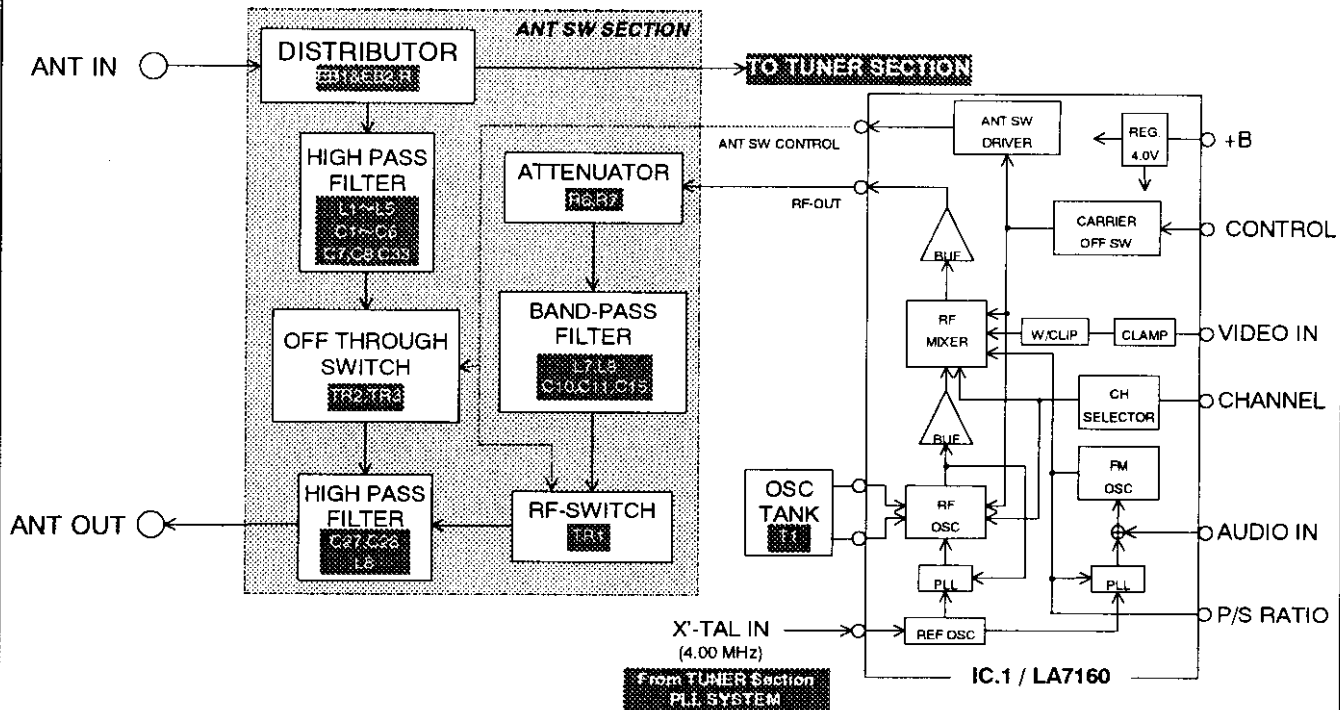 ANT SW SECTION
ANT IN
DISTRIBUTOR
TO TUNER SECTION
HIGH PASS
FILTER
L1~L5
C1~C6
C7,C8,C33
ATTENUATOR
R6,R7
ANT SW CONTROL
RF-OUT
ANT SW
DRIVER
REG.
4.0V
+B
CARRIER
OFF SW
CONTROL
BUF
OFF THROUGH
SWITCH
TR2,TR3
BAND-PASS
FILTER
L7,L8
C10,C11,C15
RF
MIXER
W/CLIP
CLAMP
VIDEO IN
CH
SELECTOR
CHANNEL
BUF
FM
OSC
ANT OUT
HIGH PASS
FILTER
RF-SWITCH
TR1
OSC
TANK
T1
RF
OSC
AUDIO IN
PLL
PLL
P/S RATIO
X'-TAL IN
(4.00 MHz)
REF OSC
From TUNER Section
PLL SYSTEM
IC.1 / LA7160